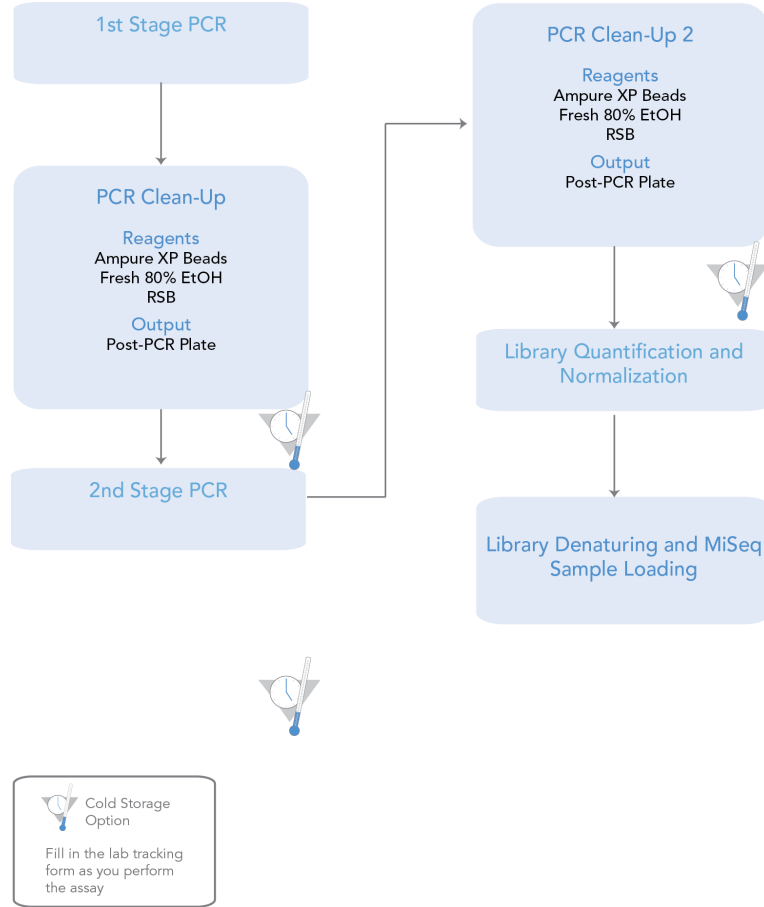 1st Stage PCR
PCR Clean-Up
Reagents
Ampure XP Beads
Fresh 80% EtOH
RSB
Output
Post-PCR Plate
2nd Stage PCR
PCR Clean-Up 2
Reagents
Ampure XP Beads
Fresh 80% EtOH
RSB
Output
Post-PCR Plate
Library Quantification and
Normalization
Library Denaturing and MiSeq
Sample Loading
Cold Storage
Option
Fill in the lab tracking
form as you perform
the assay